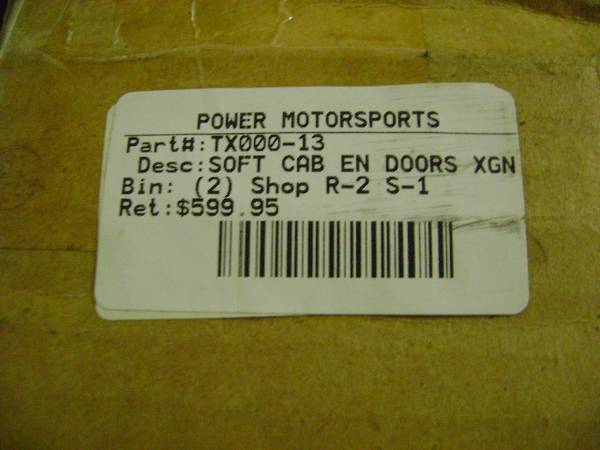 POWER MOTORSPORTS
Part#:TX000-13
Desc:SOFT CAB EN DOORS XGN
Bin: (2) Shop R-2 S-1
Ret:$599.95